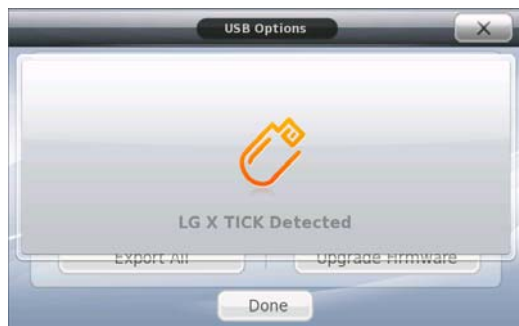 USB Options
LG X TICK Detected
Export All
Upgrade Firmware
Done